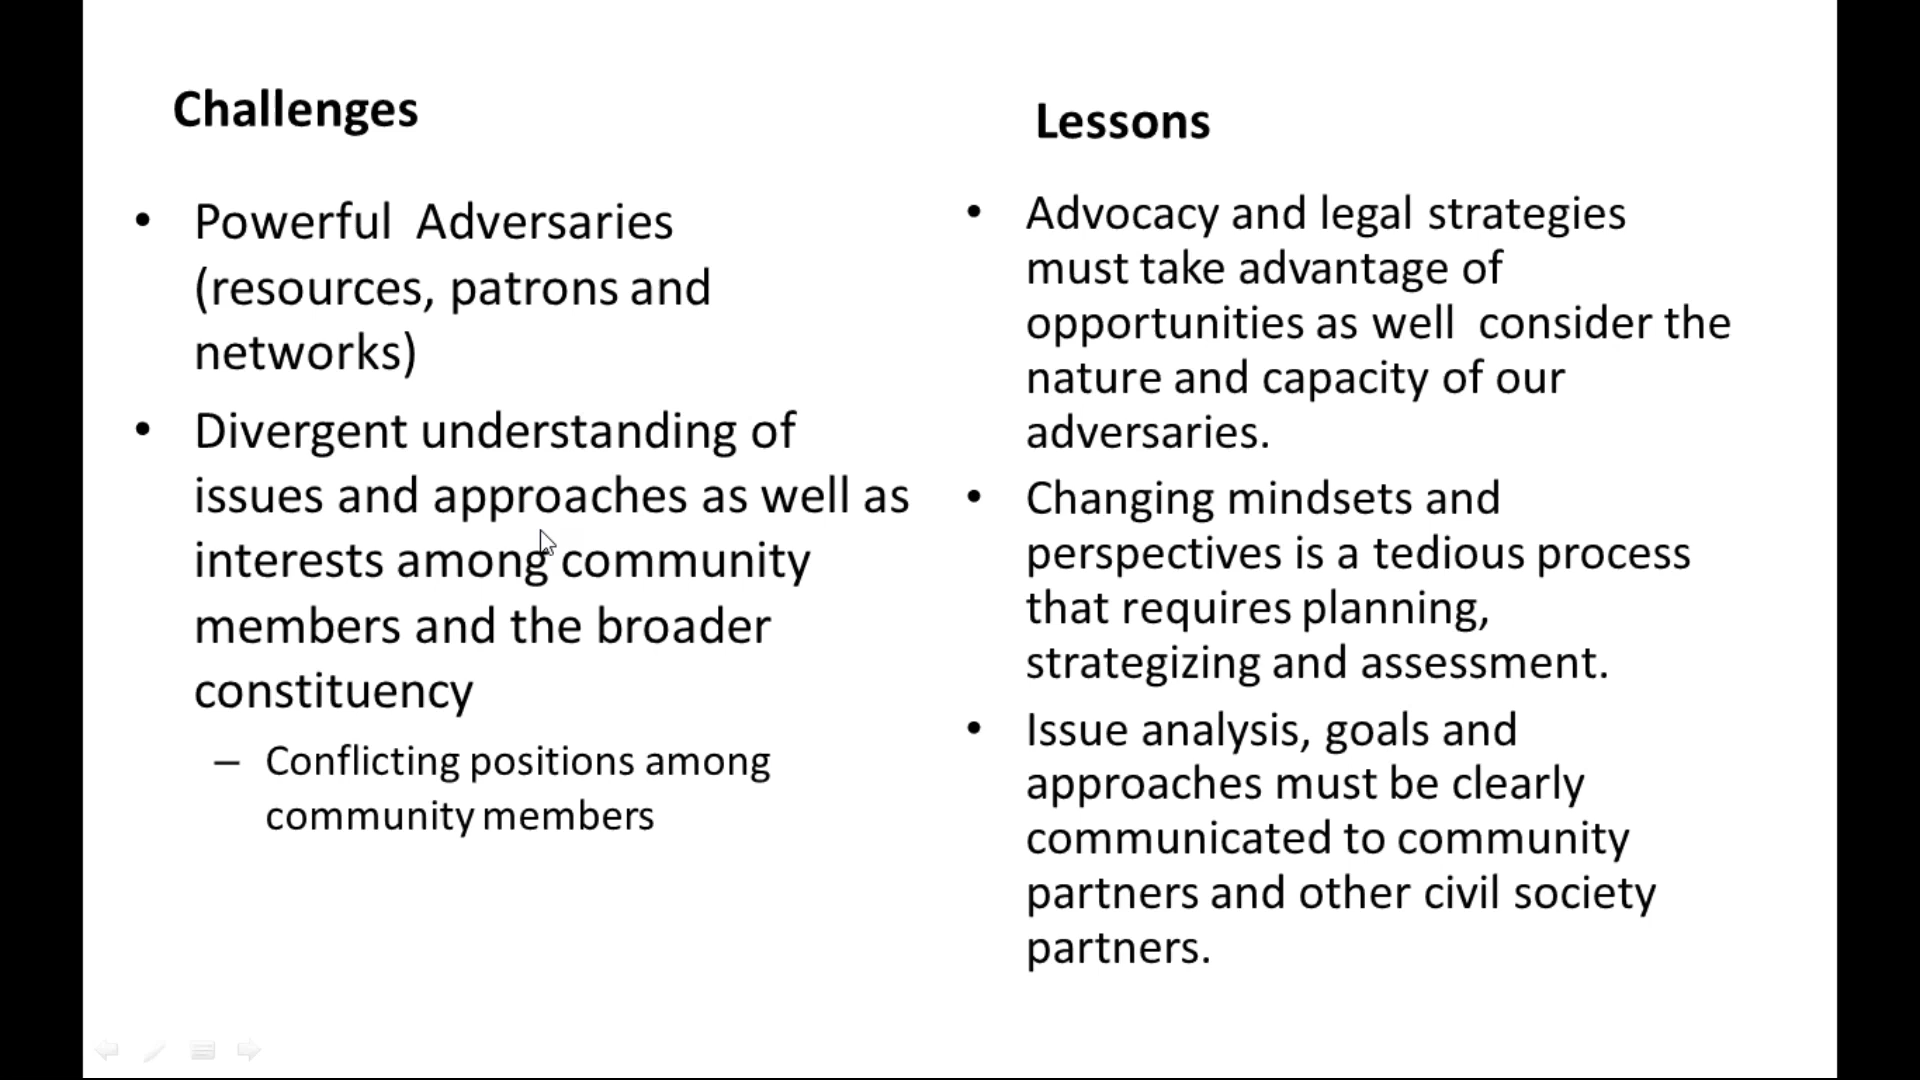 Challenges
• Powerful  Adversaries
(resources, patrons and
networks)
• Divergent understanding of
issues and approaches as well as
interests among community
members and the broader
constituency
– Conflicting positions among
community members
Lessons
• Advocacy and legal strategies
must take advantage of
opportunities as well  consider the
nature and capacity of our
adversaries.
• Changing mindsets and
perspectives is a tedious process
that requires planning,
strategizing and assessment.
• Issue analysis, goals and
approaches must be clearly
communicated to community
partners and other civil society
partners.